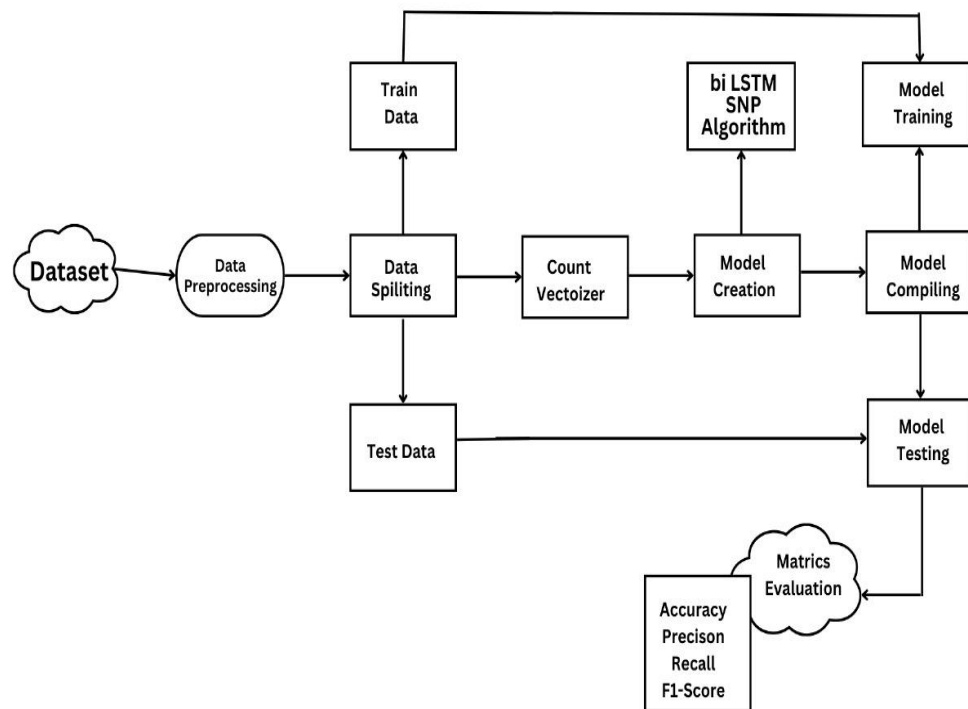 Train
Data
bi LSTM
SNP
Algorithm
Model
Training
Dataset
Data
Preprocessing
Data
Spiliting
Count
Vectoizer
Model
Creation
Model
Compiling
Test Data
Model
Testing
Matrics
Evaluation
Accuracy
Precison
Recall
F1-Score